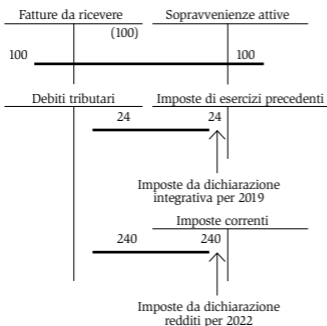 Fatture da ricevere Sopravvenienze attive
(100)
100 100
Debiti tributari Imposte di esercizi precedenti
24 24
Imposte da dichiarazione
integrativa per 2019
Imposte correnti
240 240
Imposte da dichiarazione
redditi per 2022